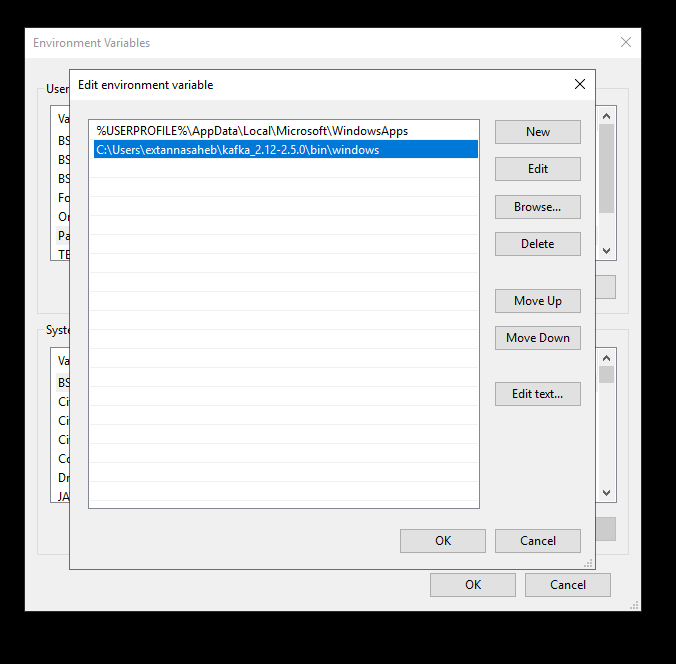 Environment Variables
Edit environment variable
User
Va
BS
BS
BS
Fo
Or
Pa
TE
%USERPROFILE%\AppData\Local\Microsoft\WindowsApps
C:\Users\extannasaheb\kafka_2.12-2.5.0\bin\windows
New
Edit
Browse...
Delete
Move Up
Move Down
Edit text...
Syste
Va
BS
Ci
Ci
Ci
Co
Dr
JA
OK
Cancel
OK
Cancel